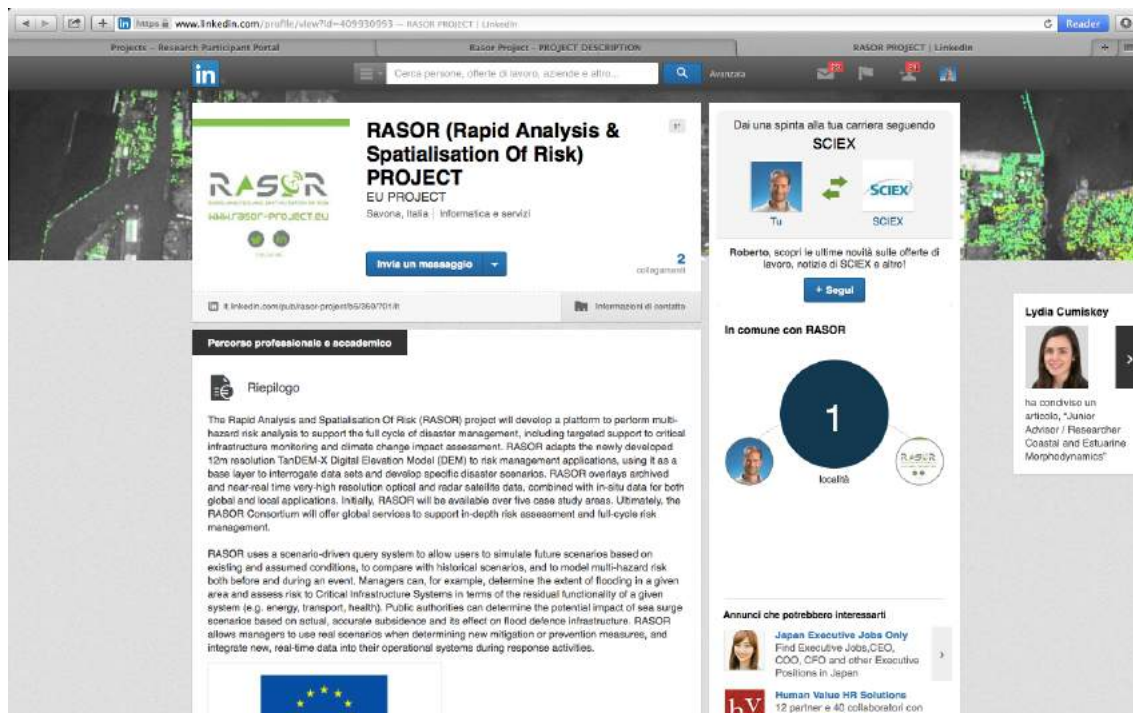 https www.linkedin.com/profile/view?id=409930993 — RASOR PROJECT | LinkedIn
Reader
Projects – Research Participant Portal
Rasor Project – PROJECT DESCRIPTION
RASOR PROJECT | LinkedIn
in
Cerca persone, offerte di lavoro, aziende e altro...
Avanzata
RASOR
www.rasor-project.eu
RASOR (Rapid Analysis &
Spatialisation Of Risk)
PROJECT
1°
EU PROJECT
Savona, Italia | Informatica e servizi
Invia un messaggio
2
collegamenti
Informazioni di contatto
Percorso professionale e accademico
Riepilogo
The Rapid Analysis and Spatialisation Of Risk (RASOR) project will develop a platform to perform multi-
hazard risk analysis to support the full cycle of disaster management, including targeted support to critical
infrastructure monitoring and climate change impact assessment. RASOR adapts the newly developed
12m resolution TanDEM-X Digital Elevation Model (DEM) to risk management applications, using it as a
base layer to interrogate data sets and develop specific disaster scenarios. RASOR overlays archived
and near-real time very-high resolution optical and radar satellite data, combined with in-situ data for both
global and local applications. Initially, RASOR will be available over five case study areas. Ultimately, the
RASOR Consortium will offer global services to support in-depth risk assessment and full-cycle risk
management.
RASOR uses a scenario-driven query system to allow users to simulate future scenarios based on
existing and assumed conditions, to compare with historical scenarios, and to model multi-hazard risk
both before and during an event. Managers can, for example, determine the extent of flooding in a given
area and assess risk to Critical Infrastructure Systems in terms of the residual functionality of a given
system (e.g. energy, transport, health). Public authorities can determine the potential impact of sea surge
scenarios based on actual, accurate subsidence and its effect on flood defence infrastructure. RASOR
allows managers to use real scenarios when determining new mitigation or prevention measures, and
integrate new, real-time data into their operational systems during response activities.
Dai una spinta alla tua carriera seguendo
SCIEX
SCIEX
Tu
SCIEX
Roberto, scopri le ultime novità sulle offerte di
lavoro, notizie di SCIEX e altro!
+ Segui
In comune con RASOR
1
RASOR
località
Annunci che potrebbero interessarti
Japan Executive Jobs Only
Find Executive Jobs,CEO,
COO, CFO and other Executive
Positions in Japan
hv
Human Value HR Solutions
12 partner e 40 collaboratori con
Lydia Cumiskey
ha condiviso un
articolo, "Junior
Advisor / Researcher
Coastal and Estuarine
Morphodynamics"